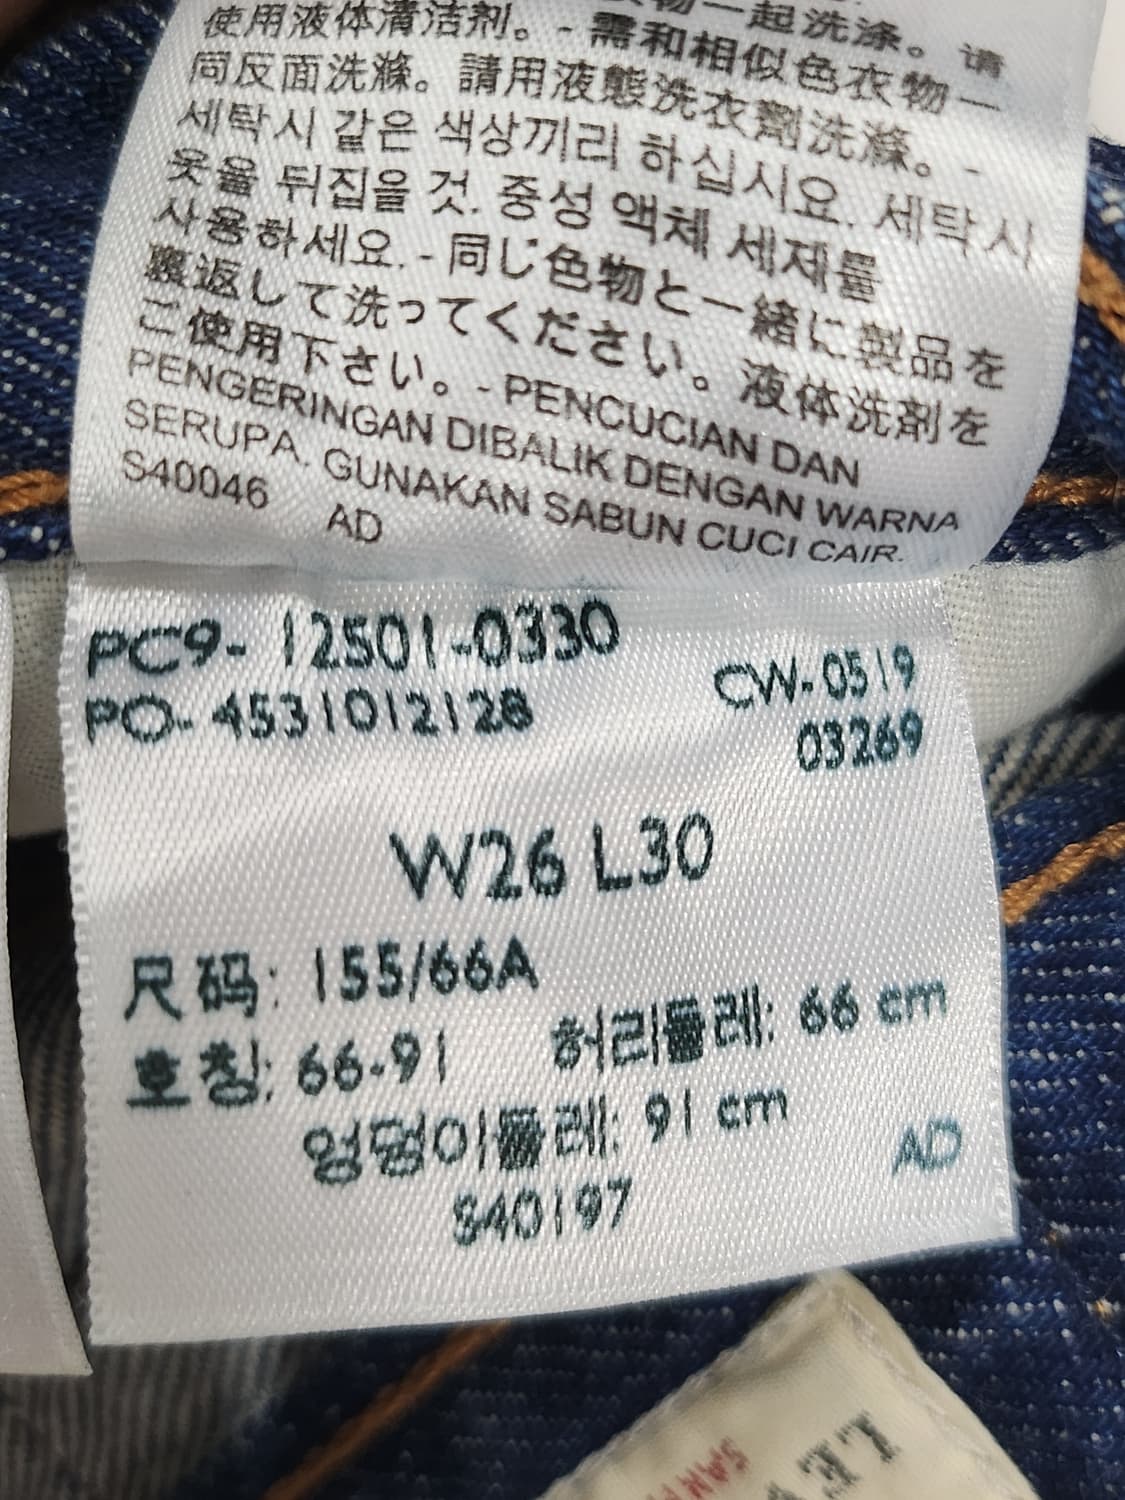 物一起洗涤。请
使用液体清洁剂。- 需和相似色衣物一
同反面洗滌。請用液態洗衣劑洗滌。-
세탁시 같은 색상끼리 하십시요. 세탁시
옷을 뒤집을 것. 중성 액체 세제를
사용하세요. - 同じ色物と一緒に製品を
裏返して洗ってください。液体洗剤を
ご使用下さい。- PENCUCIAN DAN
PENGERINGAN DIBALIK DENGAN WARNA
SERUPA. GUNAKAN SABUN CUCI CAIR.
S40046 AD
PC9- 12501-0330
CW-0519
PO- 4531012128
03269
W26 L30
尺码: 155/66A
호칭: 66-91 허리둘레: 66 cm
엉덩이둘레: 91 cm
AD
S40197
LEV
SAN